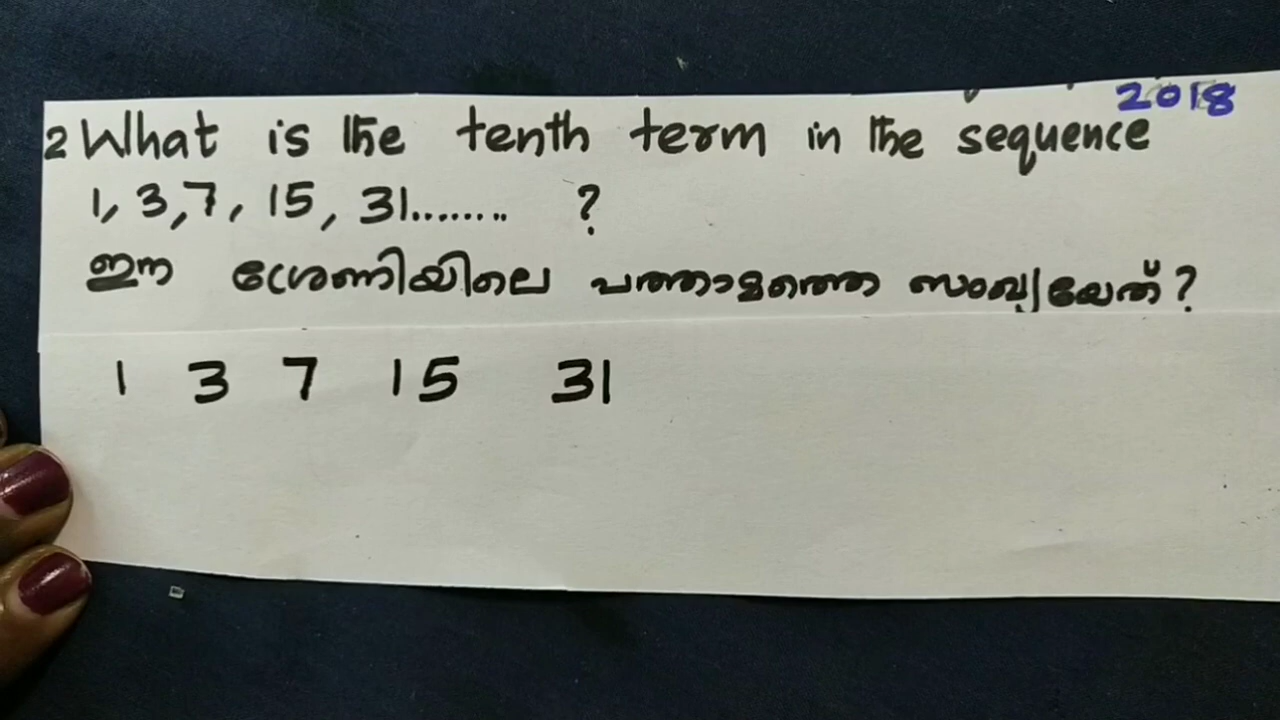 2018
2 What is the tenth term in the sequence
1, 3, 7, 15, 31........ ?
ഈ ശ്രേണിയിലെ പത്താമത്തെ സംഖ്യയേത് ?
1 3 7 15 31